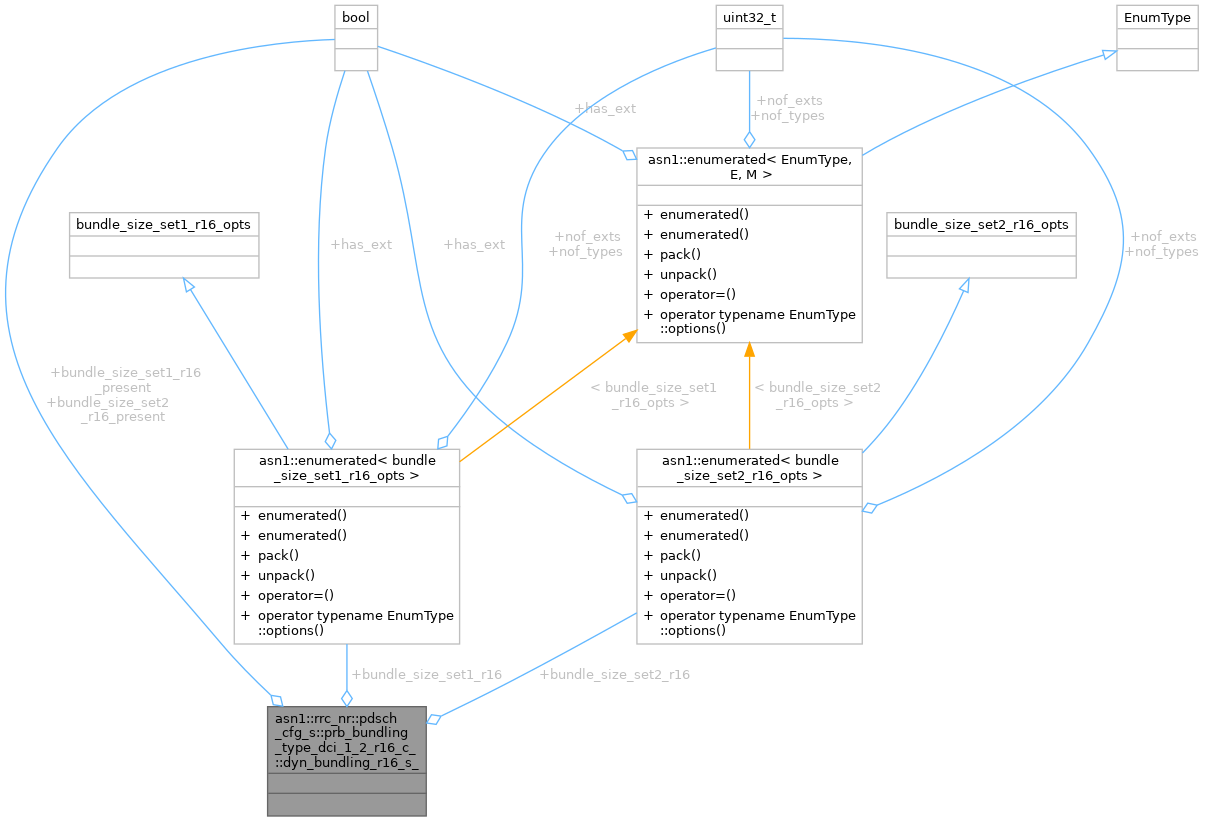 bool
uint32_t
EnumType
+has_ext
+nof_exts
+nof_types
asn1::enumerated< EnumType,
E, M >
+ enumerated()
+ enumerated()
+ pack()
+ unpack()
+ operator=()
+ operator typename EnumType
::options()
bundle_size_set1_r16_opts
bundle_size_set2_r16_opts
+has_ext
+has_ext
+nof_exts
+nof_types
+nof_exts
+nof_types
+bundle_size_set1_r16
_present
+bundle_size_set2
_r16_present
< bundle_size_set1
_r16_opts >
< bundle_size_set2
_r16_opts >
asn1::enumerated< bundle
_size_set1_r16_opts >
+ enumerated()
+ enumerated()
+ pack()
+ unpack()
+ operator=()
+ operator typename EnumType
::options()
asn1::enumerated< bundle
_size_set2_r16_opts >
+ enumerated()
+ enumerated()
+ pack()
+ unpack()
+ operator=()
+ operator typename EnumType
::options()
+bundle_size_set1_r16
+bundle_size_set2_r16
asn1::rrc_nr::pdsch
_cfg_s::prb_bundling
_type_dci_1_2_r16_c_
::dyn_bundling_r16_s_